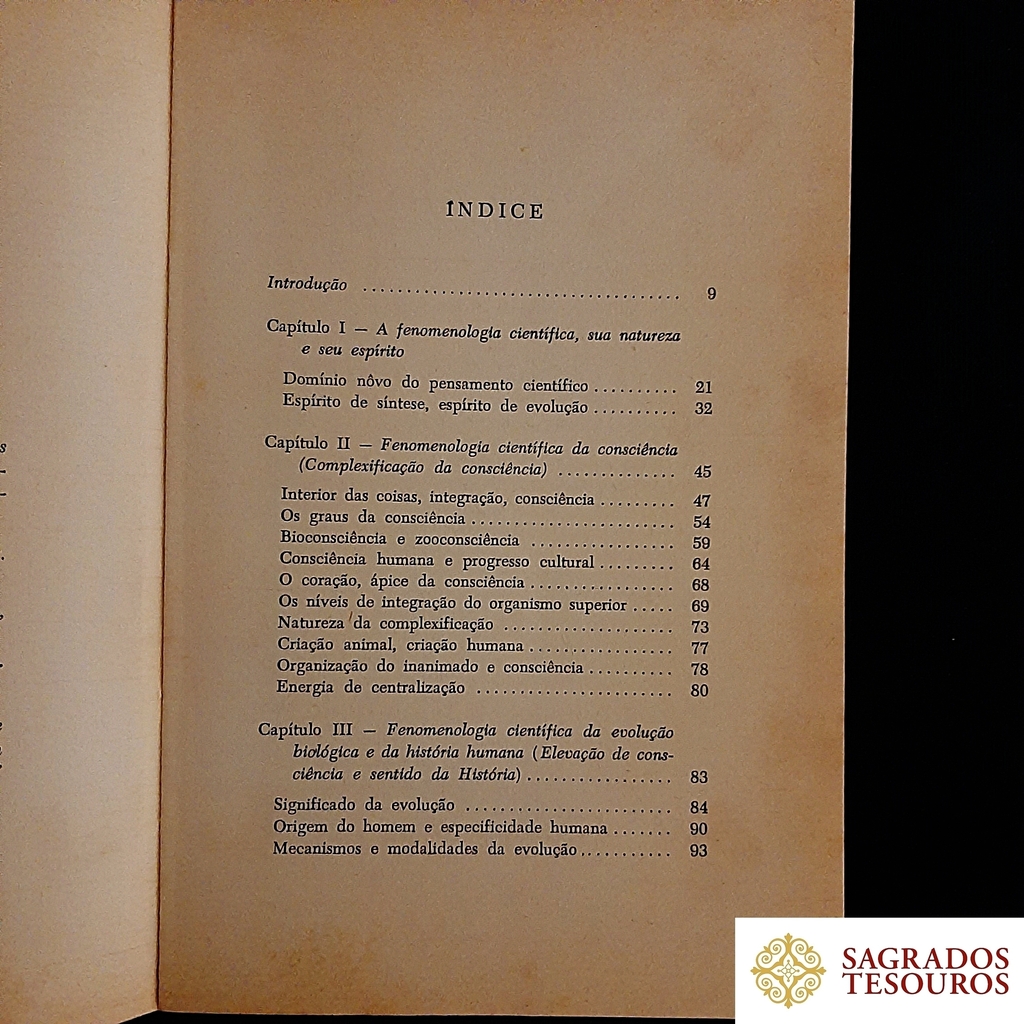 ÍNDICE
Introdução ..................................... 9
Capítulo I — A fenomenologia científica, sua natureza
e seu espírito
Domínio nôvo do pensamento científico .......... 21
Espírito de síntese, espírito de evolução .......... 32
Capítulo II — Fenomenologia científica da consciência
(Complexificação da consciência) .............. 45
Interior das coisas, integração, consciência ......... 47
Os graus da consciência ........................ 54
Bioconsciência e zooconsciência ................. 59
Consciência humana e progresso cultural ......... 64
O coração, ápice da consciência ................. 68
Os níveis de integração do organismo superior ..... 69
Natureza da complexificação .................... 73
Criação animal, criação humana ................. 77
Organização do inanimado e consciência .......... 78
Energia de centralização ....................... 80
Capítulo III — Fenomenologia científica da evolução
biológica e da história humana (Elevação de cons-
ciência e sentido da História) ................. 83
Significado da evolução ........................ 84
Origem do homem e especificidade humana ....... 90
Mecanismos e modalidades da evolução ........... 93
SAGRADOS
TESOUROS